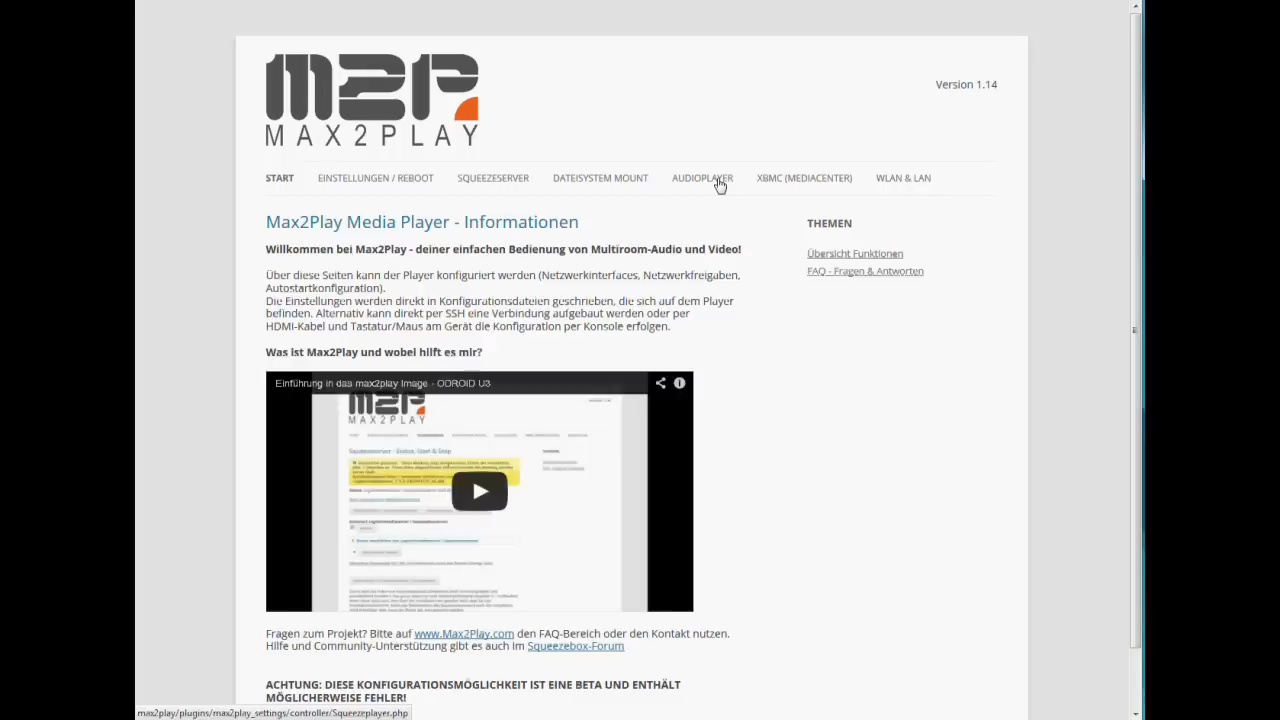 M2P
MAX2PLAY
Version 1.14
START EINSTELLUNGEN / REBOOT SQUEEZESERVER DATEISYSTEM MOUNT AUDIOPLAYER XBMC (MEDIACENTER) WLAN & LAN
Max2Play Media Player - Informationen
Willkommen bei Max2Play - deiner einfachen Bedienung von Multiroom-Audio und Video!
Über diese Seiten kann der Player konfiguriert werden (Netzwerkinterfaces, Netzwerkfreigaben,
Autostartkonfiguration).
Die Einstellungen werden direkt in Konfigurationsdateien geschrieben, die sich auf dem Player
befinden. Alternativ kann direkt per SSH eine Verbindung aufgebaut werden oder per
HDMI-Kabel und Tastatur/Maus am Gerät die Konfiguration per Konsole erfolgen.
Was ist Max2Play und wobei hilft es mir?
Einführung in das max2play Image - ODROID U3
M2P
MAX2PLAY
Squeezeserver - Status, Start & Stop
Fragen zum Projekt? Bitte auf www.Max2Play.com den FAQ-Bereich oder den Kontakt nutzen.
Hilfe und Community-Unterstützung gibt es auch im Squeezebox-Forum
ACHTUNG: DIESE KONFIGURATIONSMÖGLICHKEIT IST EINE BETA UND ENTHÄLT
MÖGLICHERWEISE FEHLER!
THEMEN
Übersicht Funktionen
FAQ - Fragen & Antworten
max2play/plugins/max2play_settings/controller/Squeezeplayer.php